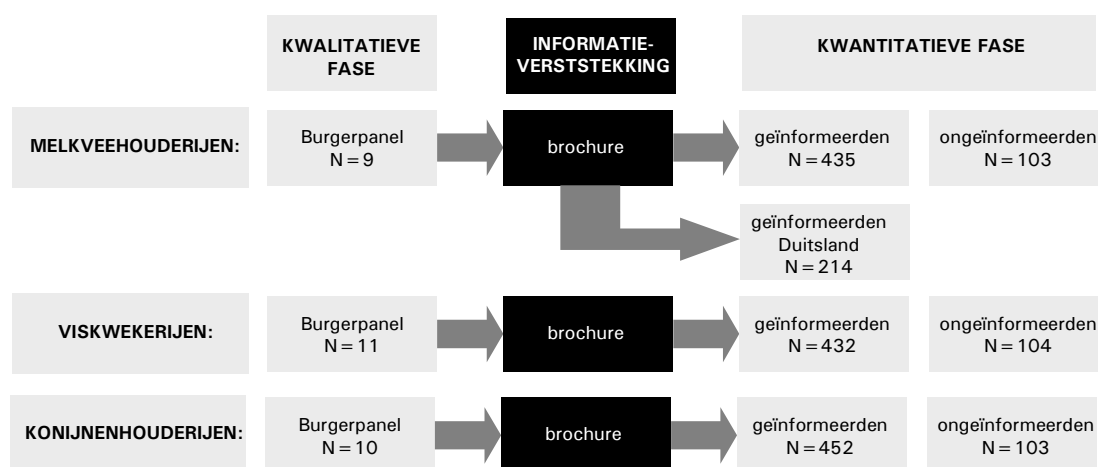 KWALITATIEVE
FASE
INFORMATIE-
VERSTSTEKKING
KWANTITATIEVE FASE
MELKVEEHOUDERIJEN:
Burgerpanel
N = 9
brochure
geïnformeerden
N = 435
ongeïnformeerden
N = 103
geïnformeerden
Duitsland
N = 214
VISKWEKERIJEN:
Burgerpanel
N = 11
brochure
geïnformeerden
N = 432
ongeïnformeerden
N = 104
KONIJNENHOUDERIJEN:
Burgerpanel
N = 10
brochure
geïnformeerden
N = 452
ongeïnformeerden
N = 103